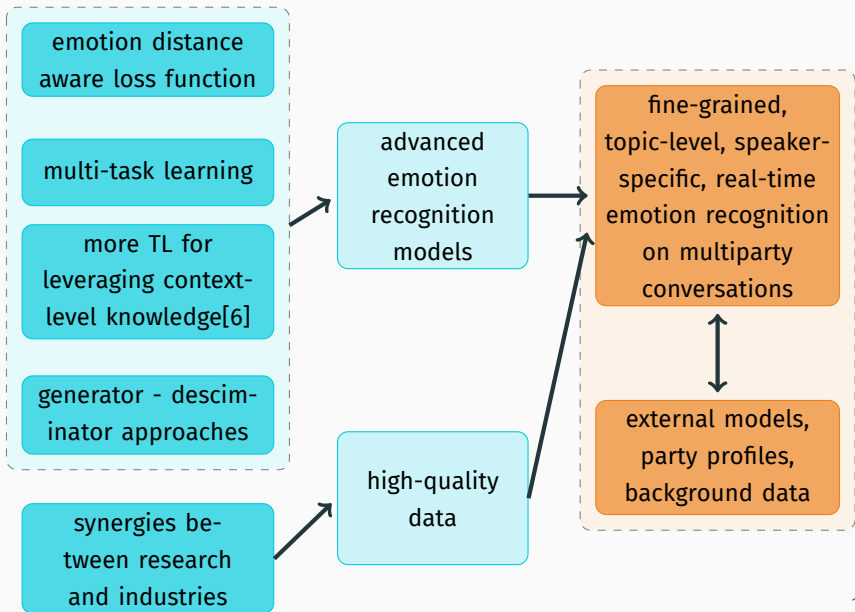 emotion distance
aware loss function
multi-task learning
more TL for
leveraging context-
level knowledge[6]
generator - descim-
inator approaches
synergies be-
tween research
and industries
advanced
emotion
recognition
models
high-quality
data
fine-grained,
topic-level, speaker-
specific, real-time
emotion recognition
on multiparty
conversations
external models,
party profiles,
background data